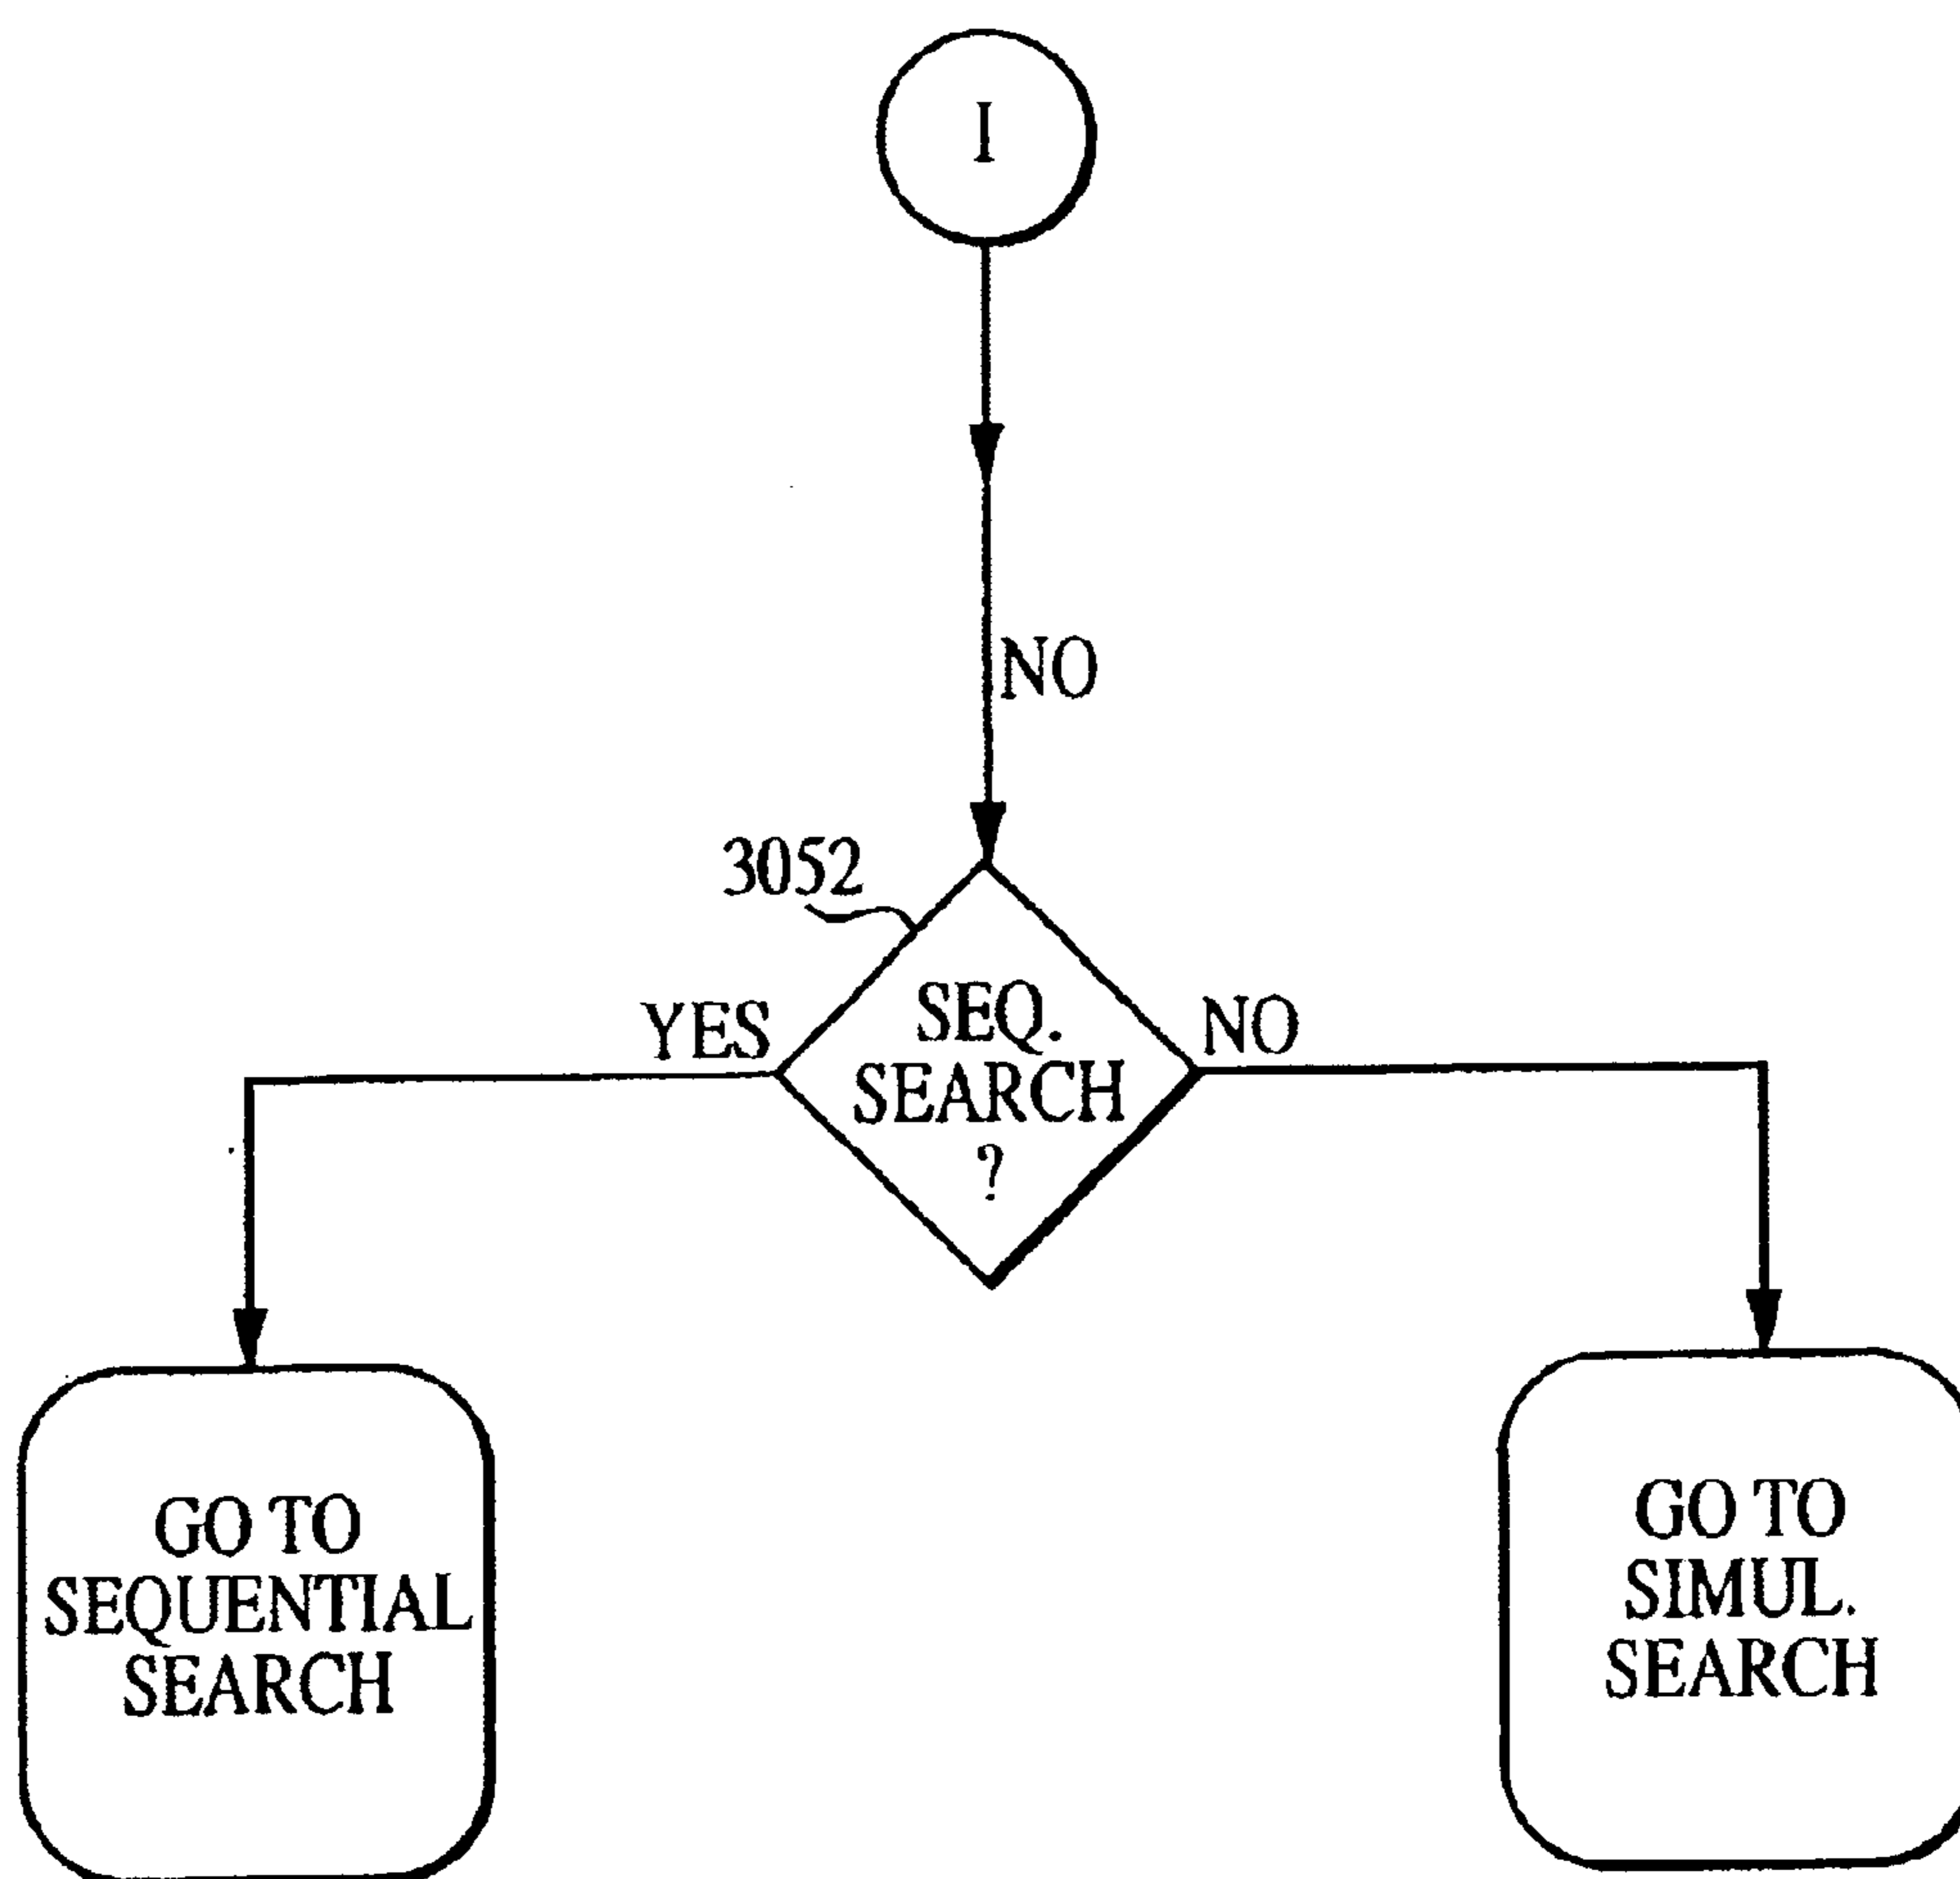 I
NO
3052
YES
SEQ.
SEARCH
?
NO
GO TO
SEQUENTIAL
SEARCH
GO TO
SIMUL.
SEARCH